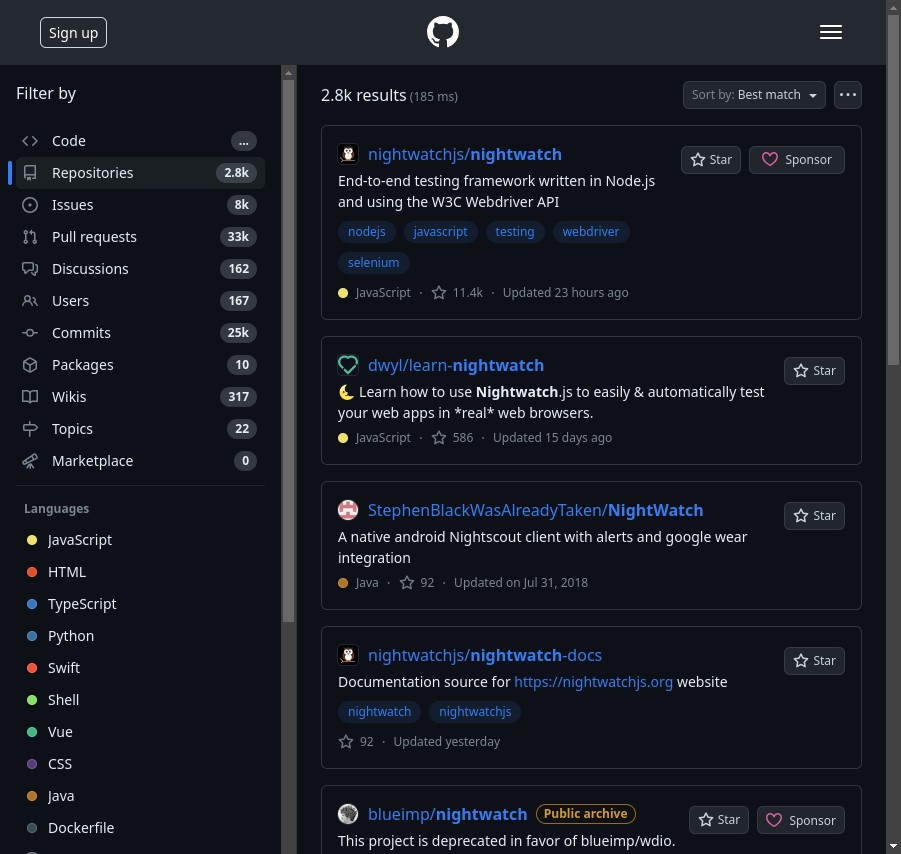 Sign up
Filter by
Code
...
Repositories
2.8k
Issues
8k
Pull requests
33k
Discussions
162
Users
167
Commits
25k
Packages
10
Wikis
317
Topics
22
Marketplace
0
Languages
JavaScript
HTML
TypeScript
Python
Swift
Shell
Vue
CSS
Java
Dockerfile
2.8k results (185 ms)
Sort by: Best match
nightwatchjs/nightwatch
Star
Sponsor
End-to-end testing framework written in Node.js
and using the W3C Webdriver API
nodejs javascript testing webdriver
selenium
JavaScript · 11.4k · Updated 23 hours ago
dwyl/learn-nightwatch
Star
🌜 Learn how to use Nightwatch.js to easily & automatically test
your web apps in *real* web browsers.
JavaScript · 586 · Updated 15 days ago
StephenBlackWasAlreadyTaken/NightWatch
Star
A native android Nightscout client with alerts and google wear
integration
Java · 92 · Updated on Jul 31, 2018
nightwatchjs/nightwatch-docs
Star
Documentation source for https://nightwatchjs.org website
nightwatch nightwatchjs
92 · Updated yesterday
blueimp/nightwatch Public archive
Star
Sponsor
This project is deprecated in favor of blueimp/wdio.